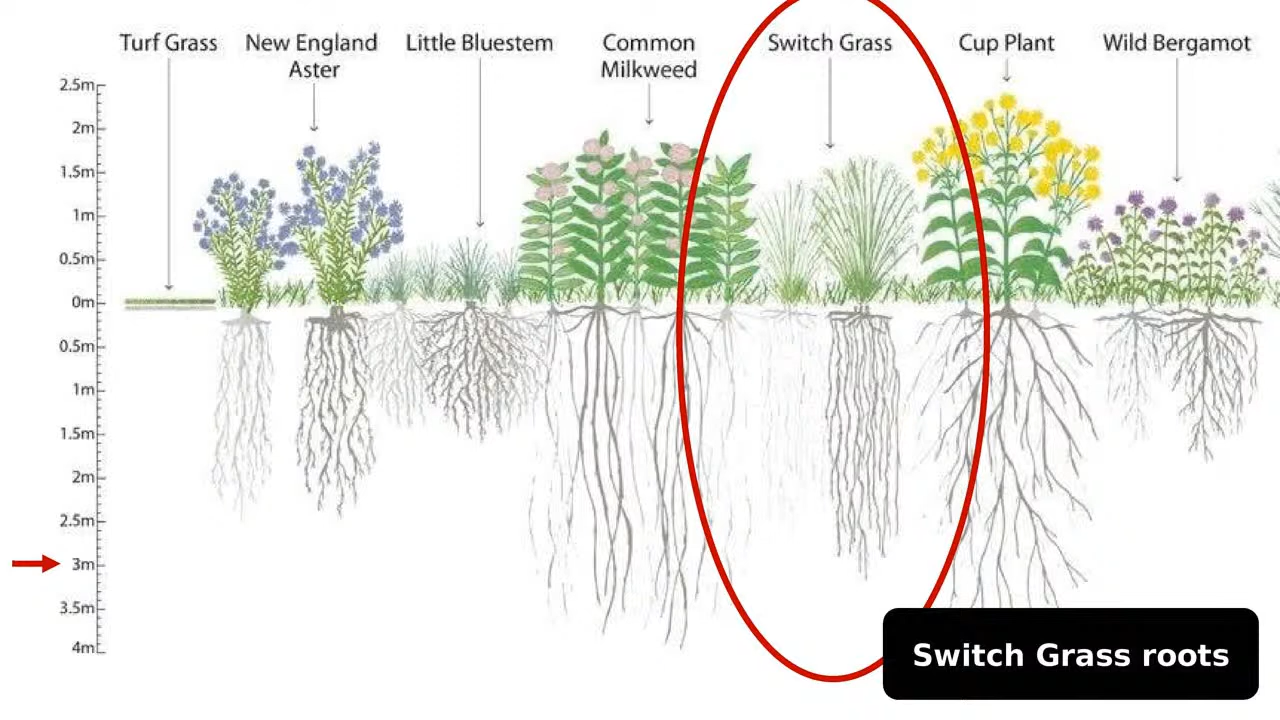 Turf Grass
New England
Aster
Little Bluestem
Common
Milkweed
Switch Grass
Cup Plant
Wild Bergamot
2.5m
2m
1.5m
1m
0.5m
0m
0.5m
1m
1.5m
2m
2.5m
3m
3.5m
4m
Switch Grass roots